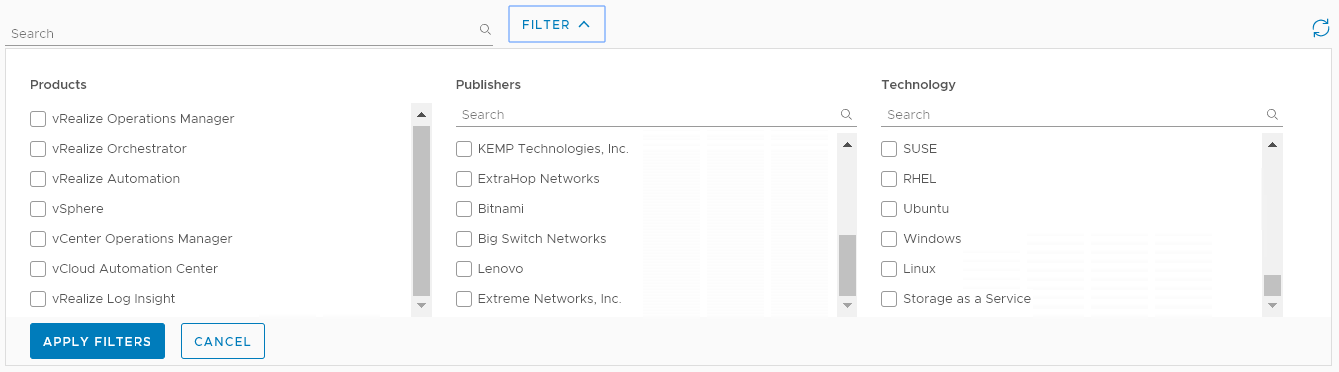 Search
FILTER
Products
vRealize Operations Manager
vRealize Orchestrator
vRealize Automation
vSphere
vCenter Operations Manager
vCloud Automation Center
vRealize Log Insight
Publishers
Search
KEMP Technologies, Inc.
ExtraHop Networks
Bitnami
Big Switch Networks
Lenovo
Extreme Networks, Inc.
Technology
Search
SUSE
RHEL
Ubuntu
Windows
Linux
Storage as a Service
APPLY FILTERS
CANCEL